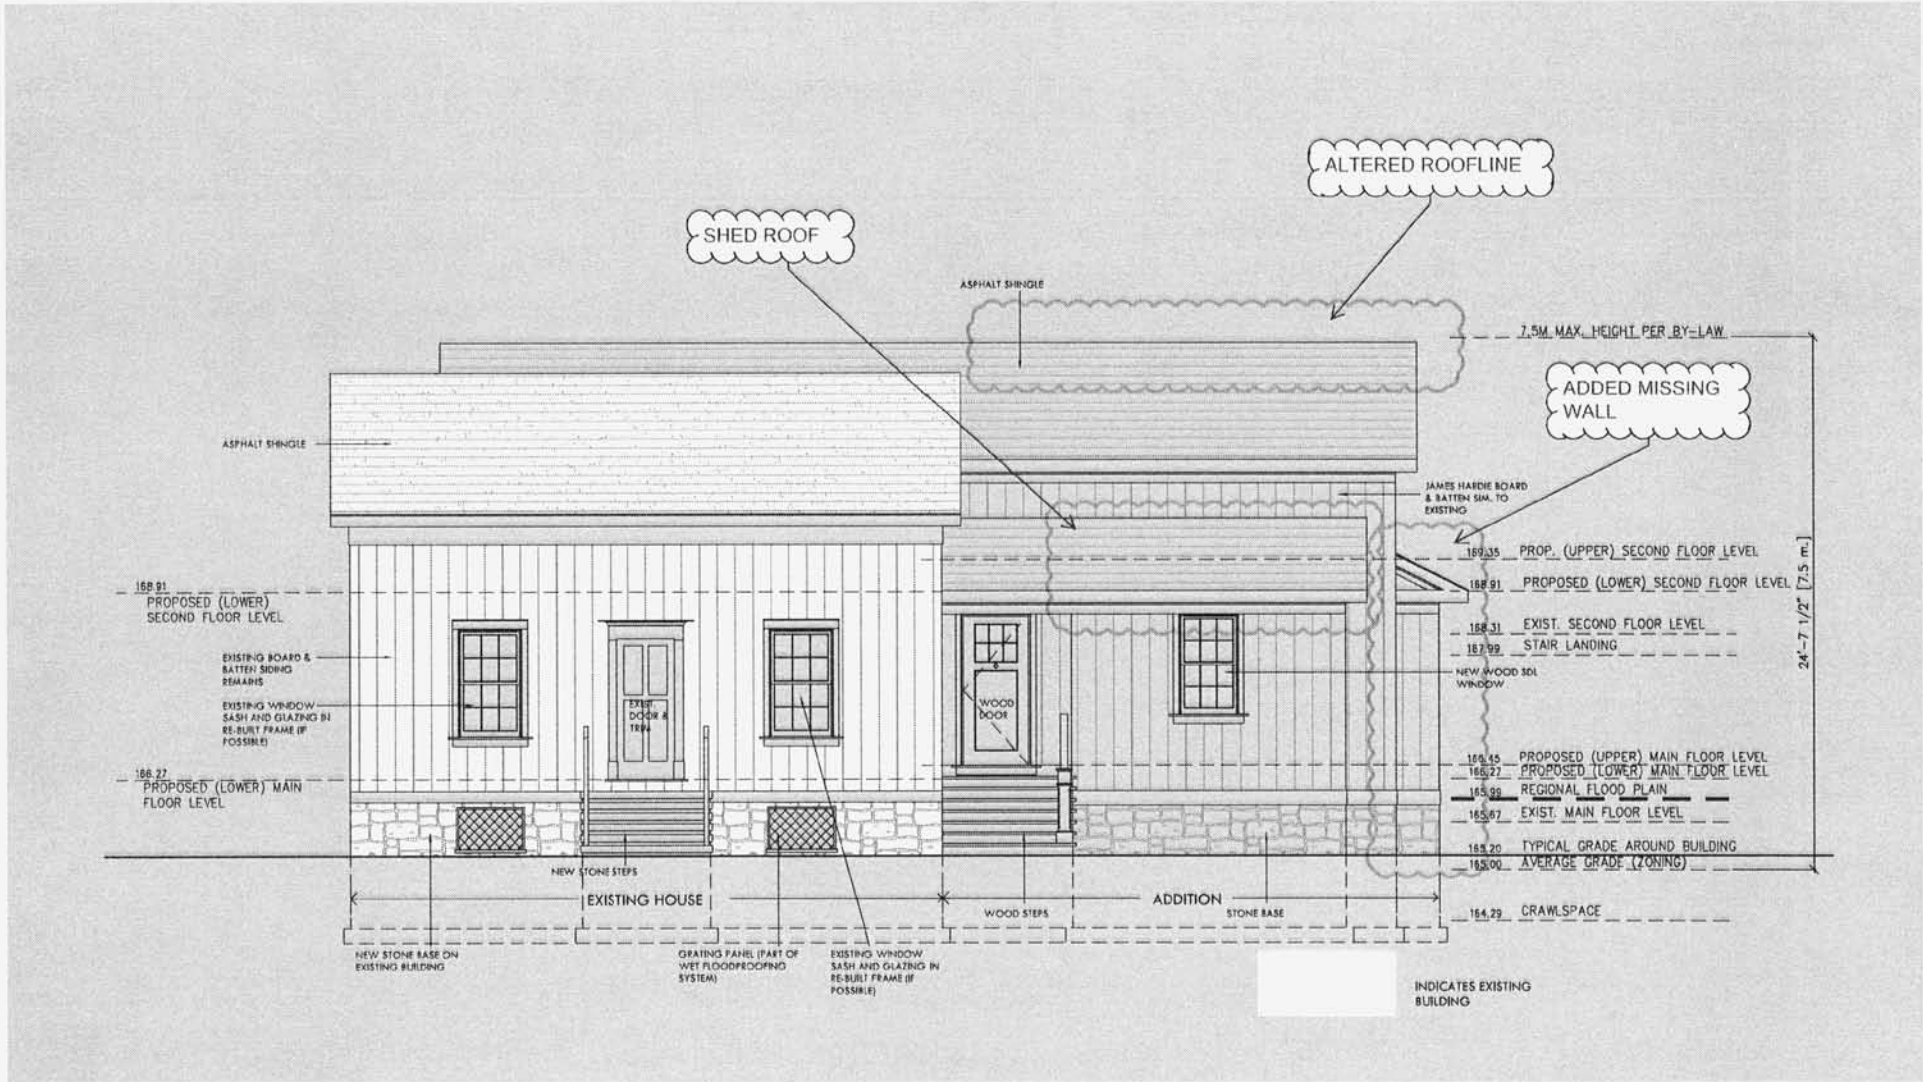 ALTERED ROOFLINE
SHED ROOF
ASPHALT SHINGLE
7.5M MAX. HEIGHT PER BY-LAW
ADDED MISSING
WALL
ASPHALT SHINGLE
JAMES HARDIE BOARD
& BATTEN SIM. TO
EXISTING
169.35 PROP. (UPPER) SECOND FLOOR LEVEL
168.91 PROPOSED (LOWER) SECOND FLOOR LEVEL
24'-7 1/2" [7.5 m.]
168.91
PROPOSED (LOWER)
SECOND FLOOR LEVEL
168.31 EXIST. SECOND FLOOR LEVEL
167.99 STAIR LANDING
EXISTING BOARD &
BATTEN SIDING
REMAINS
NEW WOOD SDL
WINDOW
EXISTING WINDOW
SASH AND GLAZING IN
RE-BUILT FRAME (IF
POSSIBLE)
EXIST.
DOOR &
TRIM
WOOD
DOOR
166.45 PROPOSED (UPPER) MAIN FLOOR LEVEL
166.27 PROPOSED (LOWER) MAIN FLOOR LEVEL
166.27
PROPOSED (LOWER) MAIN
FLOOR LEVEL
165.99 REGIONAL FLOOD PLAIN
165.67 EXIST. MAIN FLOOR LEVEL
165.20 TYPICAL GRADE AROUND BUILDING
165.00 AVERAGE GRADE (ZONING)
NEW STONE STEPS
EXISTING HOUSE
ADDITION
WOOD STEPS
STONE BASE
164.29 CRAWLSPACE
NEW STONE BASE ON
EXISTING BUILDING
GRATING PANEL (PART OF
WET FLOODPROOFING
SYSTEM)
EXISTING WINDOW
SASH AND GLAZING IN
RE-BUILT FRAME (IF
POSSIBLE)
INDICATES EXISTING
BUILDING